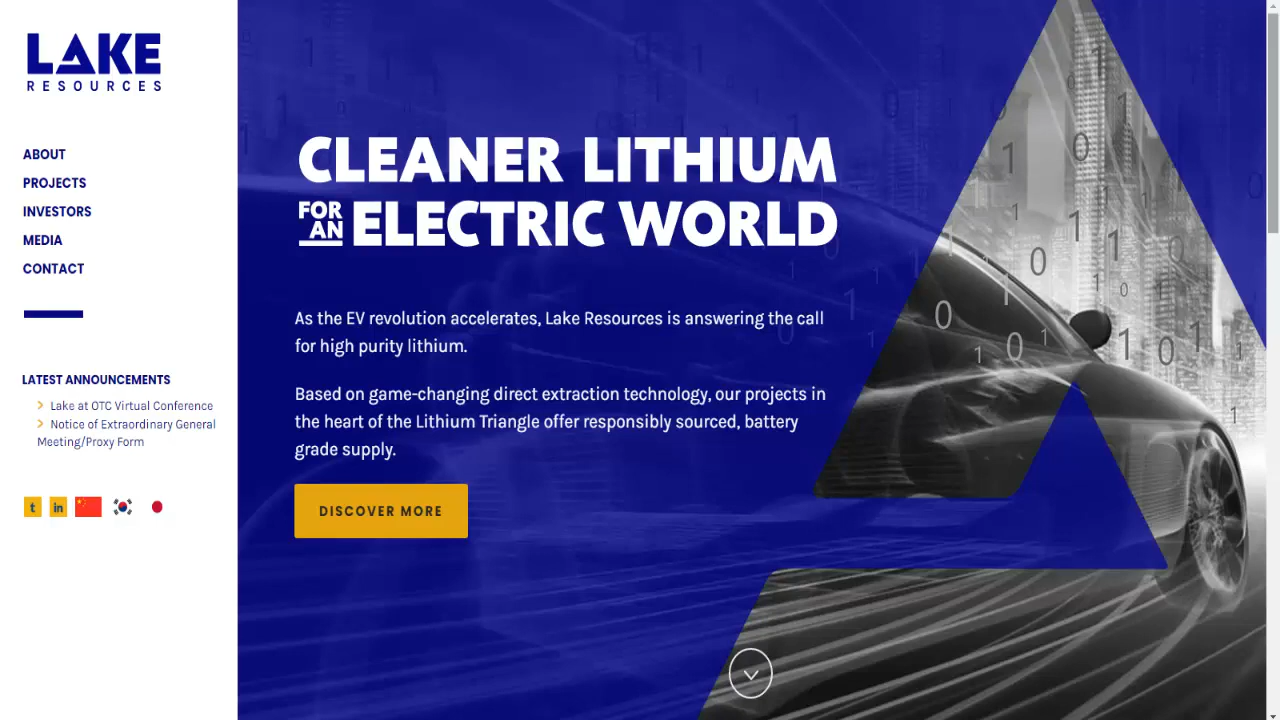 LAKE
RESOURCES
ABOUT
PROJECTS
INVESTORS
MEDIA
CONTACT
LATEST ANNOUNCEMENTS
Lake at OTC Virtual Conference
Notice of Extraordinary General
Meeting/Proxy Form
t in
CLEANER LITHIUM
FOR AN ELECTRIC WORLD
As the EV revolution accelerates, Lake Resources is answering the call
for high purity lithium.
Based on game-changing direct extraction technology, our projects in
the heart of the Lithium Triangle offer responsibly sourced, battery
grade supply.
DISCOVER MORE